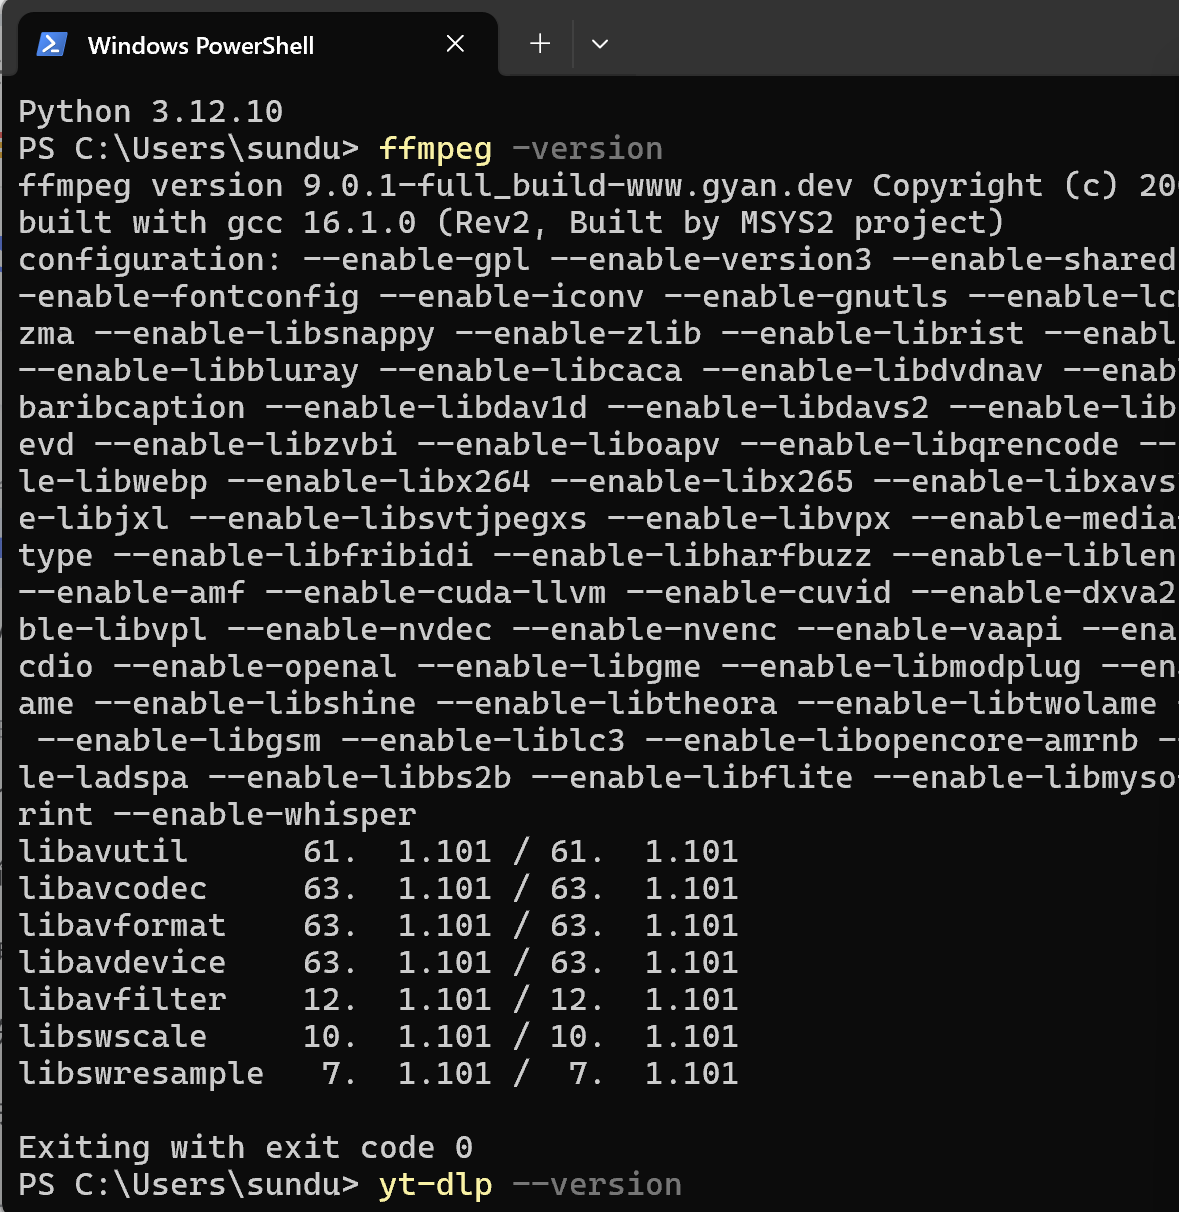 Windows PowerShell
Python 3.12.10
PS C:\Users\sundu> ffmpeg -version
ffmpeg version 9.0.1-full_build-www.gyan.dev Copyright (c)
built with gcc 16.1.0 (Rev2, Built by MSYS2 project)
configuration: --enable-gpl --enable-version3 --enable-shared
-enable-fontconfig --enable-iconv --enable-gnutls --enable-lc
zma --enable-libsnappy --enable-zlib --enable-librist --enabl
--enable-libbluray --enable-libcaca --enable-libdvdnav --enab
baribcaption --enable-libdav1d --enable-libdavs2 --enable-lib
evd --enable-libzvbi --enable-liboapv --enable-libqrencode --
le-libwebp --enable-libx264 --enable-libx265 --enable-libxavs
e-libjxl --enable-libsvtjpegxs --enable-libvpx --enable-media
type --enable-libfribidi --enable-libharfbuzz --enable-liblen
--enable-amf --enable-cuda-llvm --enable-cuvid --enable-dxva2
ble-libvpl --enable-nvdec --enable-nvenc --enable-vaapi --ena
cdio --enable-openal --enable-libgme --enable-libmodplug --en
ame --enable-libshine --enable-libtheora --enable-libtwolame
--enable-libgsm --enable-liblc3 --enable-libopencore-amrnb --
le-ladspa --enable-libbs2b --enable-libflite --enable-libmyso
rint --enable-whisper
libavutil 61. 1.101 / 61. 1.101
libavcodec 63. 1.101 / 63. 1.101
libavformat 63. 1.101 / 63. 1.101
libavdevice 63. 1.101 / 63. 1.101
libavfilter 12. 1.101 / 12. 1.101
libswscale 10. 1.101 / 10. 1.101
libswresample 7. 1.101 / 7. 1.101
Exiting with exit code 0
PS C:\Users\sundu> yt-dlp --version